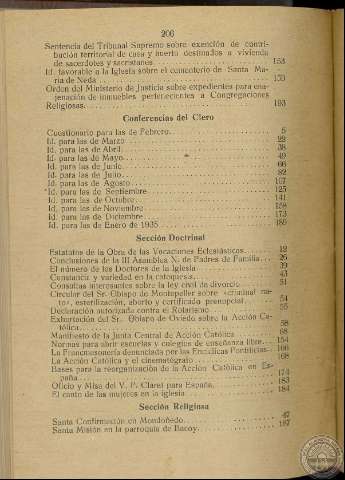 206
Sentencia del Tribunal Supremo sobre exención de contri-
bución territorial de casa y huerto destinados a vivienda
de sacerdotes y sacristanes 153
Id. favorable a la Iglesia sobre el cementerio de Santa Ma-
ría de Neda
Orden del Ministerio de Justicia sobre expedientes para ena-
jenación de inmuebles pertenecientes a Congregaciones
Religiosas 193
Conferencias del Clero
Cuestionario para las de Febrero
Id. para las de Marzo
Id. para las de Abril 38
Id. para las de Mayo 49
Id. para las de Junio 66
Id. para las de Julio 82
Id. para las de Agosto
Id. para las de Septiembre 125
Id. para las de Octubre 141
Id. para las de Noviembre 158
Id. para las de Diciembre 173
Id. para las de Enero de 1935
Sección Doctrinal
Estatutos de la Obra de las Vocaciones Eclesiásticas 12
Conclusiones de la III Asamblea N. de Padres de Familia 26
El número de los Doctores de la Iglesia 39
Constancia y variedad en la catequesis 43
Consultas interesantes sobre la ley civil de divorcio 51
Circular del Sr. Obispo de Montpellier sobre «criminal na-
to», esterilización, aborto y certificado prenupcial 54
Declaración autorizada contra el Rotarismo 55
Exhortación del Sr. Obispo de Oviedo sobre la Acción Ca-
tólica 58
Manifiesto de la Junta Central de Acción Católica 68
Normas para abrir escuelas y colegios de enseñanza libre 154
La Francmasonería denunciada por las Encíclicas Pontificias 166
La Acción Católica y el cinematógrafo 168
Bases para la reorganización de la Acción Católica en Es-
paña 174
Oficio y Misa del V. P. Claret para España 183
El canto de las mujeres en la iglesia 184
Sección Religiosa
Santa Confirmación en Mondoñedo 47
Santa Misión en la parroquia de Bacoy 187